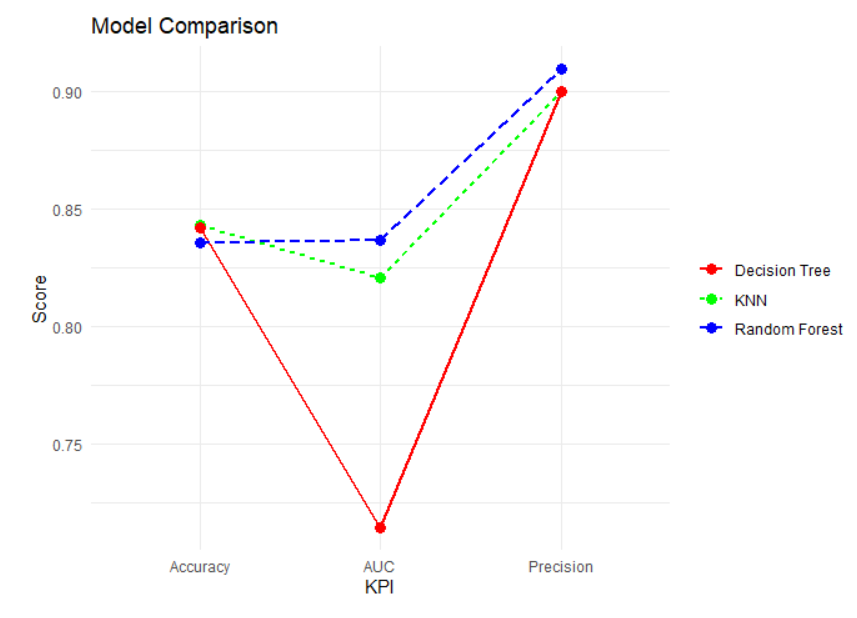 Model Comparison
0.90
0.85
0.80
0.75
Score
Accuracy
AUC
Precision
KPI
Decision Tree
KNN
Random Forest